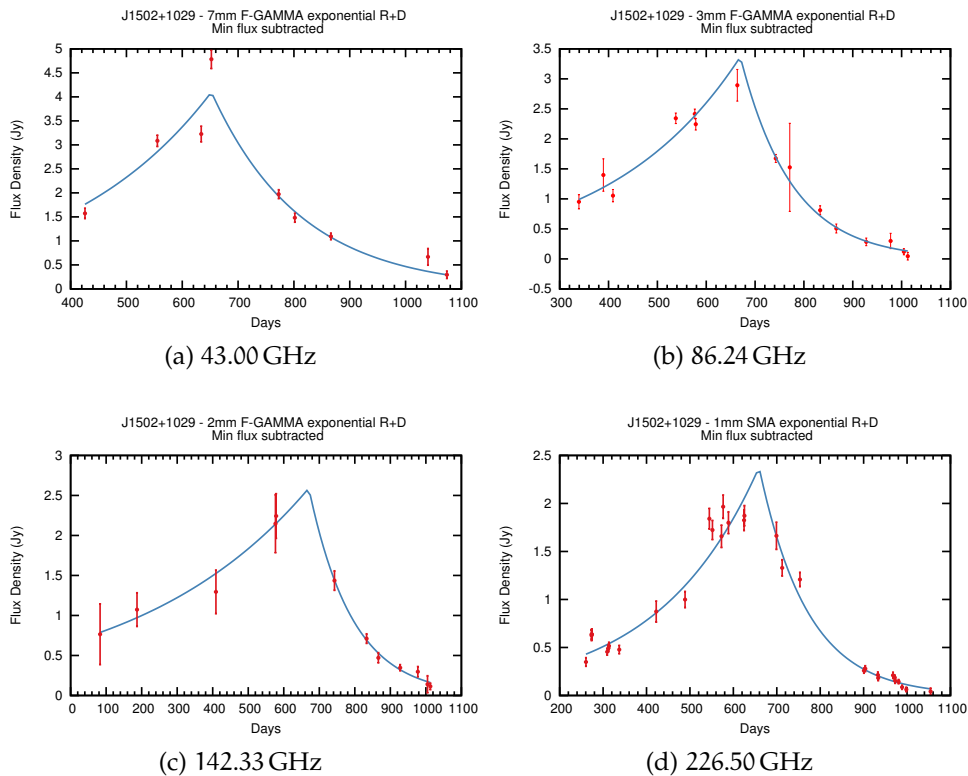 J1502+1029 - 7mm F-GAMMA exponential R+D
Min flux subtracted
5
4.5
4
3.5
3
2.5
2
1.5
1
0.5
0
Flux Density (Jy)
400 500 600 700 800 900 1000 1100
Days
(a) 43.00 GHz
J1502+1029 - 3mm F-GAMMA exponential R+D
Min flux subtracted
3.5
3
2.5
2
1.5
1
0.5
0
-0.5
Flux Density (Jy)
300 400 500 600 700 800 900 1000 1100
Days
(b) 86.24 GHz
J1502+1029 - 2mm F-GAMMA exponential R+D
Min flux subtracted
3
2.5
2
1.5
1
0.5
0
Flux Density (Jy)
0 100 200 300 400 500 600 700 800 900 1000 1100
Days
(c) 142.33 GHz
J1502+1029 - 1mm SMA exponential R+D
Min flux subtracted
2.5
2
1.5
1
0.5
0
Flux Density (Jy)
200 300 400 500 600 700 800 900 1000 1100
Days
(d) 226.50 GHz